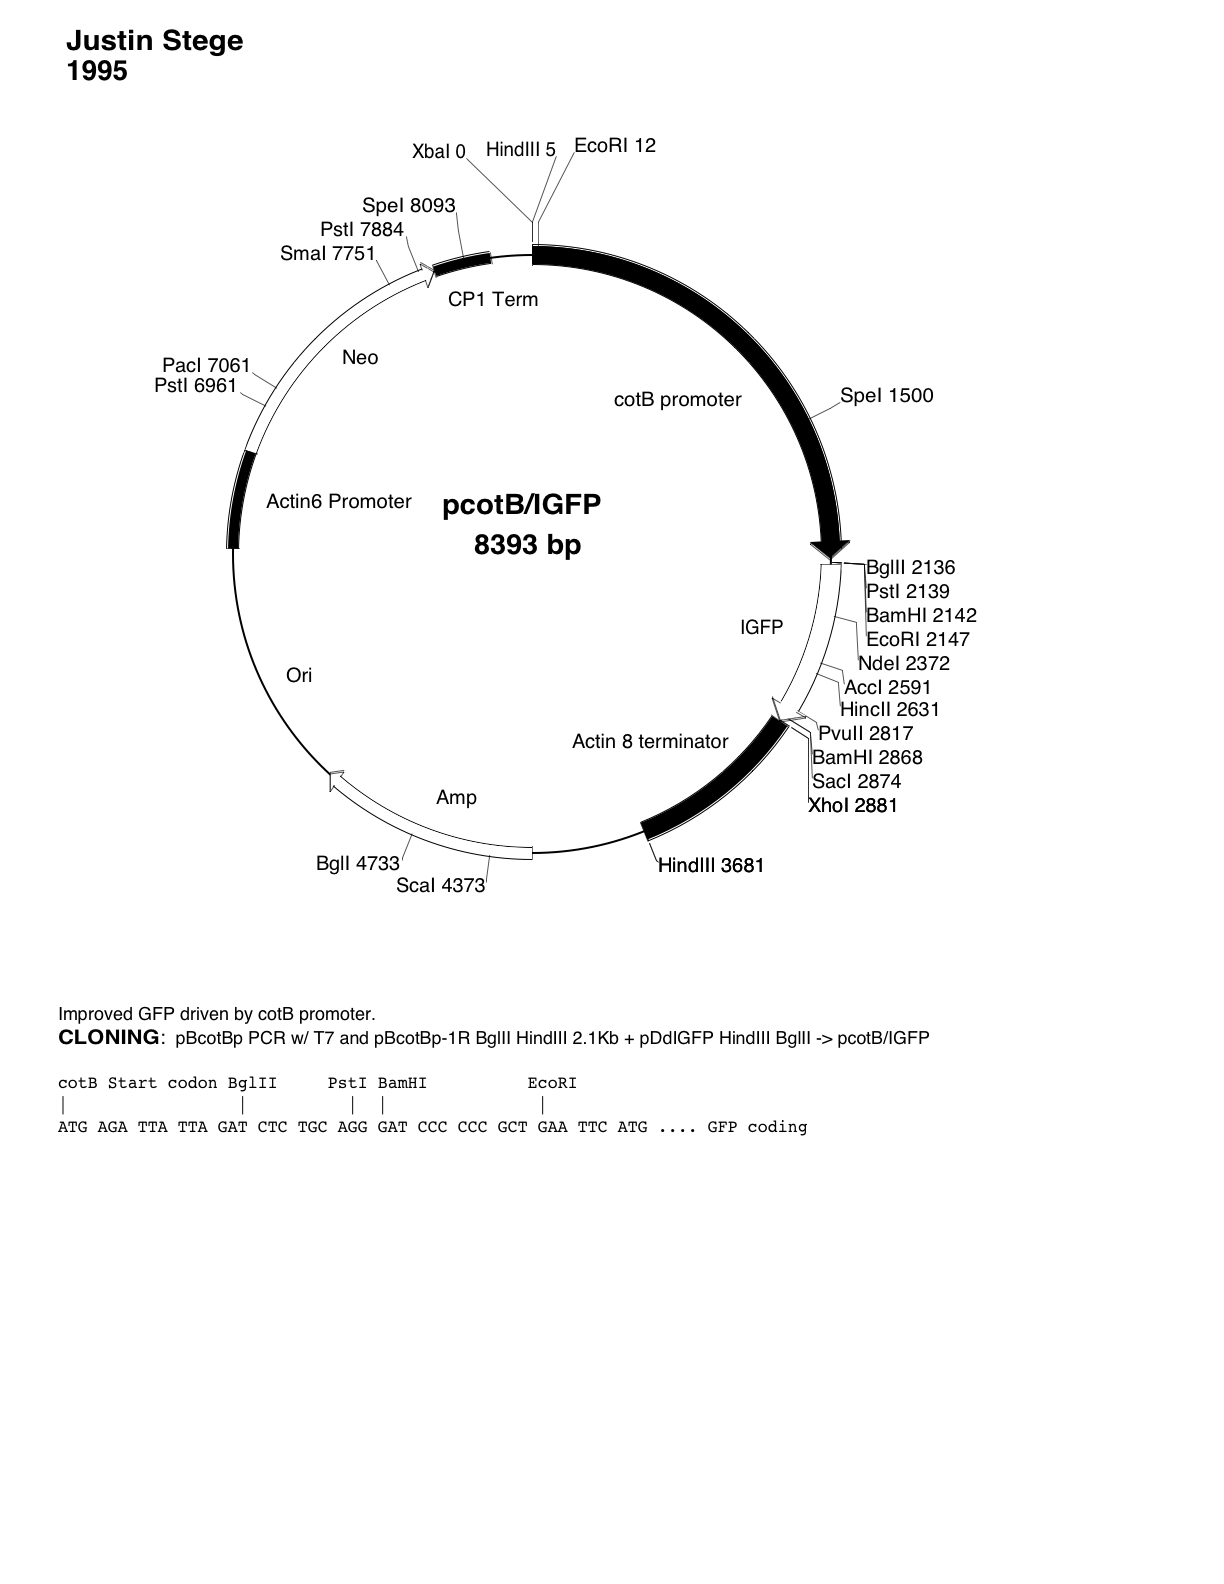 Justin Stege
1995
XbaI 0
HindIII 5
EcoRI 12
SpeI 8093
PstI 7884
SmaI 7751
CP1 Term
Neo
PacI 7061
PstI 6961
cotB promoter
SpeI 1500
Actin6 Promoter
pcotB/IGFP
8393 bp
BglII 2136
PstI 2139
BamHI 2142
EcoRI 2147
IGFP
NdeI 2372
Ori
AccI 2591
HincII 2631
PvuII 2817
Actin 8 terminator
BamHI 2868
SacI 2874
Amp
XhoI 2881
BglI 4733
HindIII 3681
ScaI 4373
Improved GFP driven by cotB promoter.
CLONING: pBcotBp PCR w/ T7 and pBcotBp-1R BglII HindIII 2.1Kb + pDdIGFP HindIII BglII -> pcotB/IGFP
cotB Start codon BglII PstI BamHI EcoRI
| | | | |
ATG AGA TTA TTA GAT CTC TGC AGG GAT CCC CCC GCT GAA TTC ATG .... GFP coding